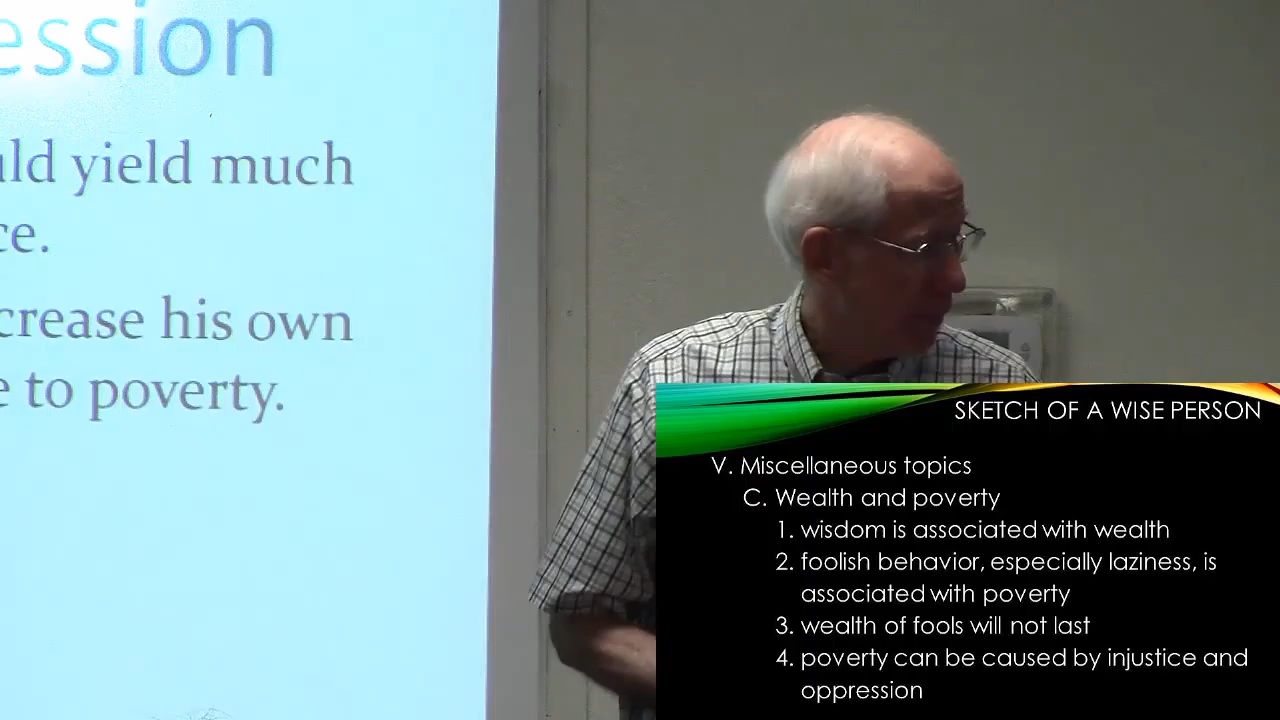 ession
uld yield much
ce.
crease his own
e to poverty.
SKETCH OF A WISE PERSON
V. Miscellaneous topics
C. Wealth and poverty
1. wisdom is associated with wealth
2. foolish behavior, especially laziness, is
associated with poverty
3. wealth of fools will not last
4. poverty can be caused by injustice and
oppression